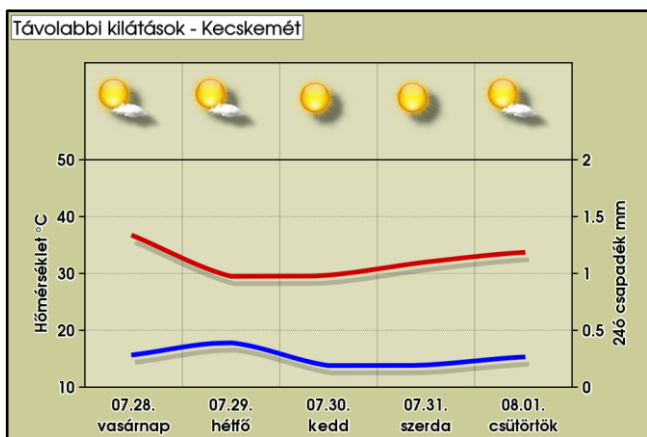 Távolabbi kilátások - Kecskemét
50
40
30
20
10
Hőmérséklet °C
2
1.5
1
0.5
0
24ó csapadék mm
07.28. 07.29. 07.30. 07.31. 08.01.
vasárnap hétfő kedd szerda csütörtök